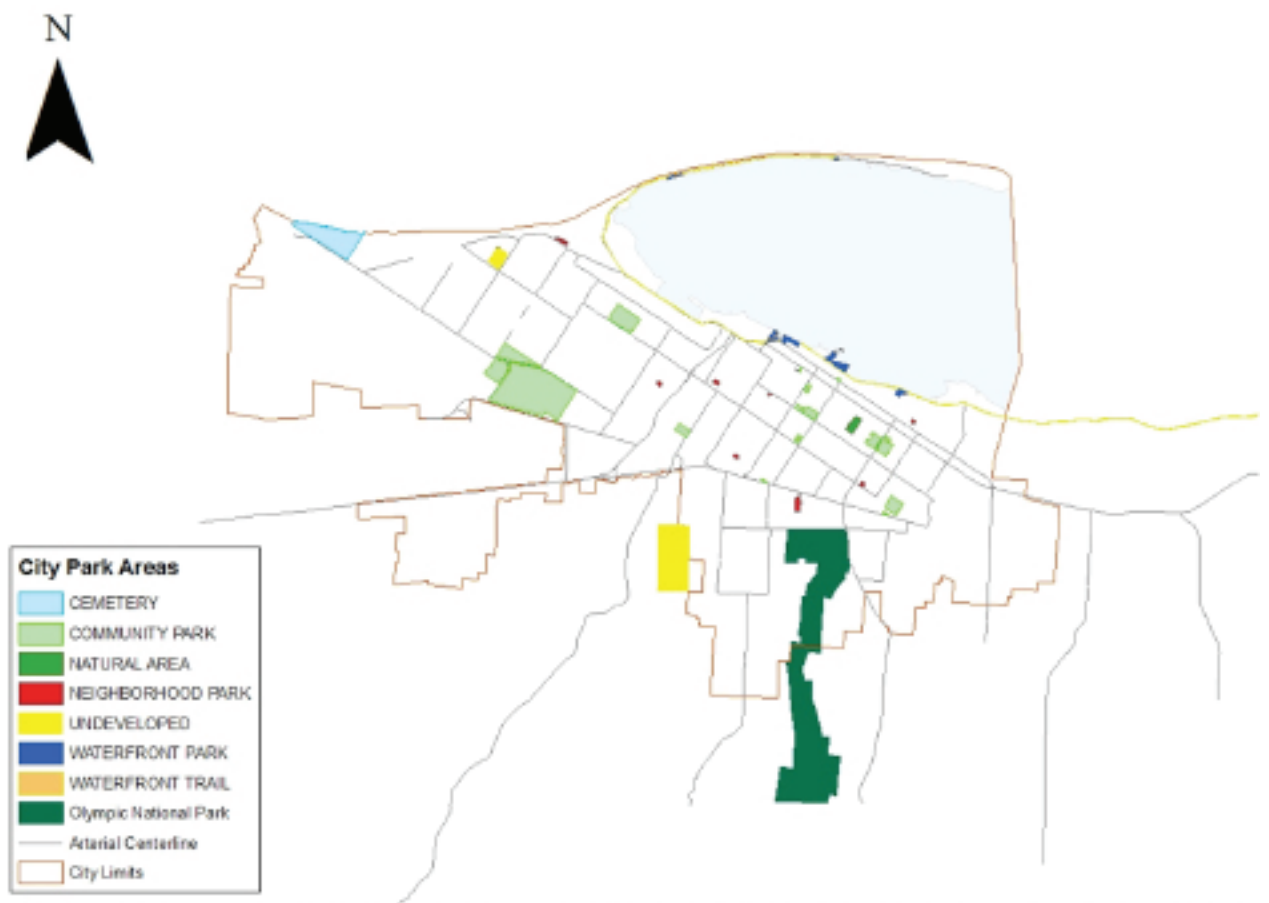 N
City Park Areas
CEMETERY
COMMUNITY PARK
NATURAL AREA
NEIGHBORHOOD PARK
UNDEVELOPED
WATERFRONT PARK
WATERFRONT TRAIL
Olympic National Park
Arterial Centerline
City Limits